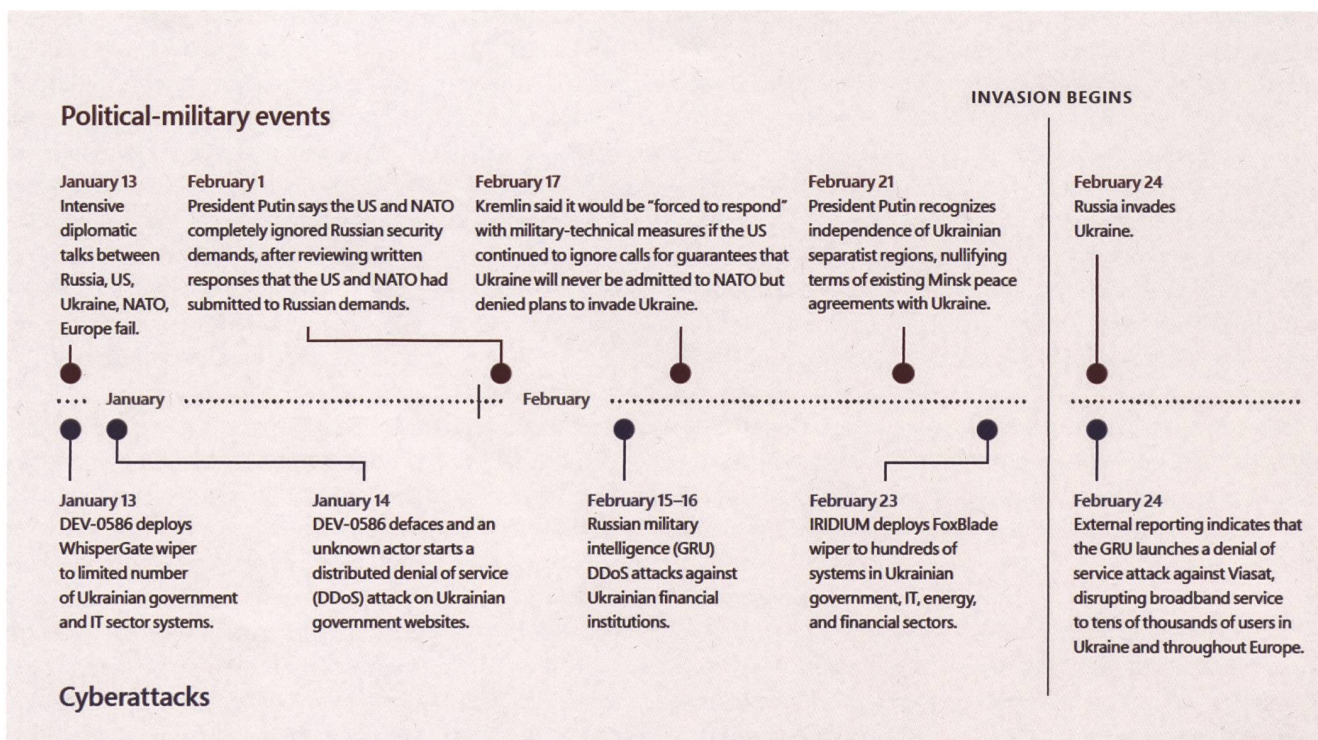 INVASION BEGINS
Political-military events
January 13
Intensive
diplomatic
talks between
Russia, US,
Ukraine, NATO,
Europe fail.
February 1
President Putin says the US and NATO
completely ignored Russian security
demands, after reviewing written
responses that the US and NATO had
submitted to Russian demands.
February 17
Kremlin said it would be “forced to respond”
with military-technical measures if the US
continued to ignore calls for guarantees that
Ukraine will never be admitted to NATO but
denied plans to invade Ukraine.
February 21
President Putin recognizes
independence of Ukrainian
separatist regions, nullifying
terms of existing Minsk peace
agreements with Ukraine.
February 24
Russia invades
Ukraine.
January
February
January 13
DEV-0586 deploys
WhisperGate wiper
to limited number
of Ukrainian government
and IT sector systems.
January 14
DEV-0586 defaces and an
unknown actor starts a
distributed denial of service
(DDoS) attack on Ukrainian
government websites.
February 15–16
Russian military
intelligence (GRU)
DDoS attacks against
Ukrainian financial
institutions.
February 23
IRIDIUM deploys FoxBlade
wiper to hundreds of
systems in Ukrainian
government, IT, energy,
and financial sectors.
February 24
External reporting indicates that
the GRU launches a denial of
service attack against Viasat,
disrupting broadband service
to tens of thousands of users in
Ukraine and throughout Europe.
Cyberattacks